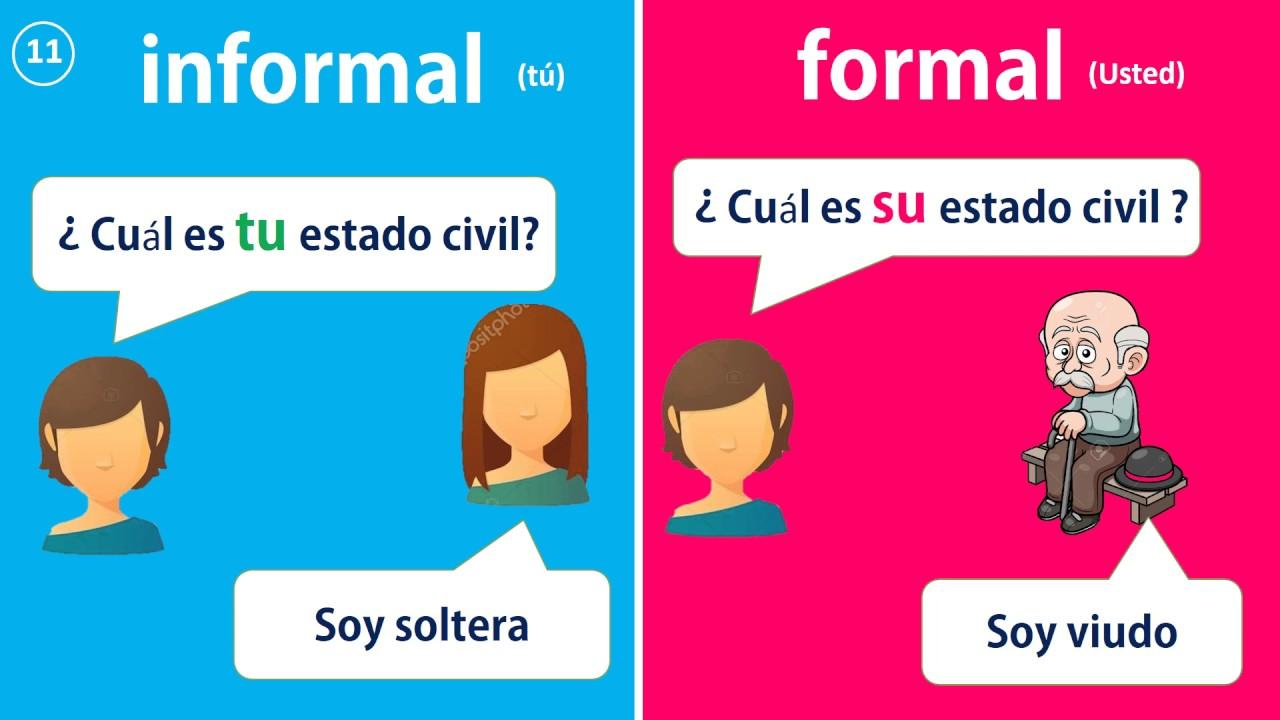 11
informal (tú)
¿ Cuál es tu estado civil?
Soy soltera
formal (Usted)
¿ Cuál es su estado civil ?
Soy viudo